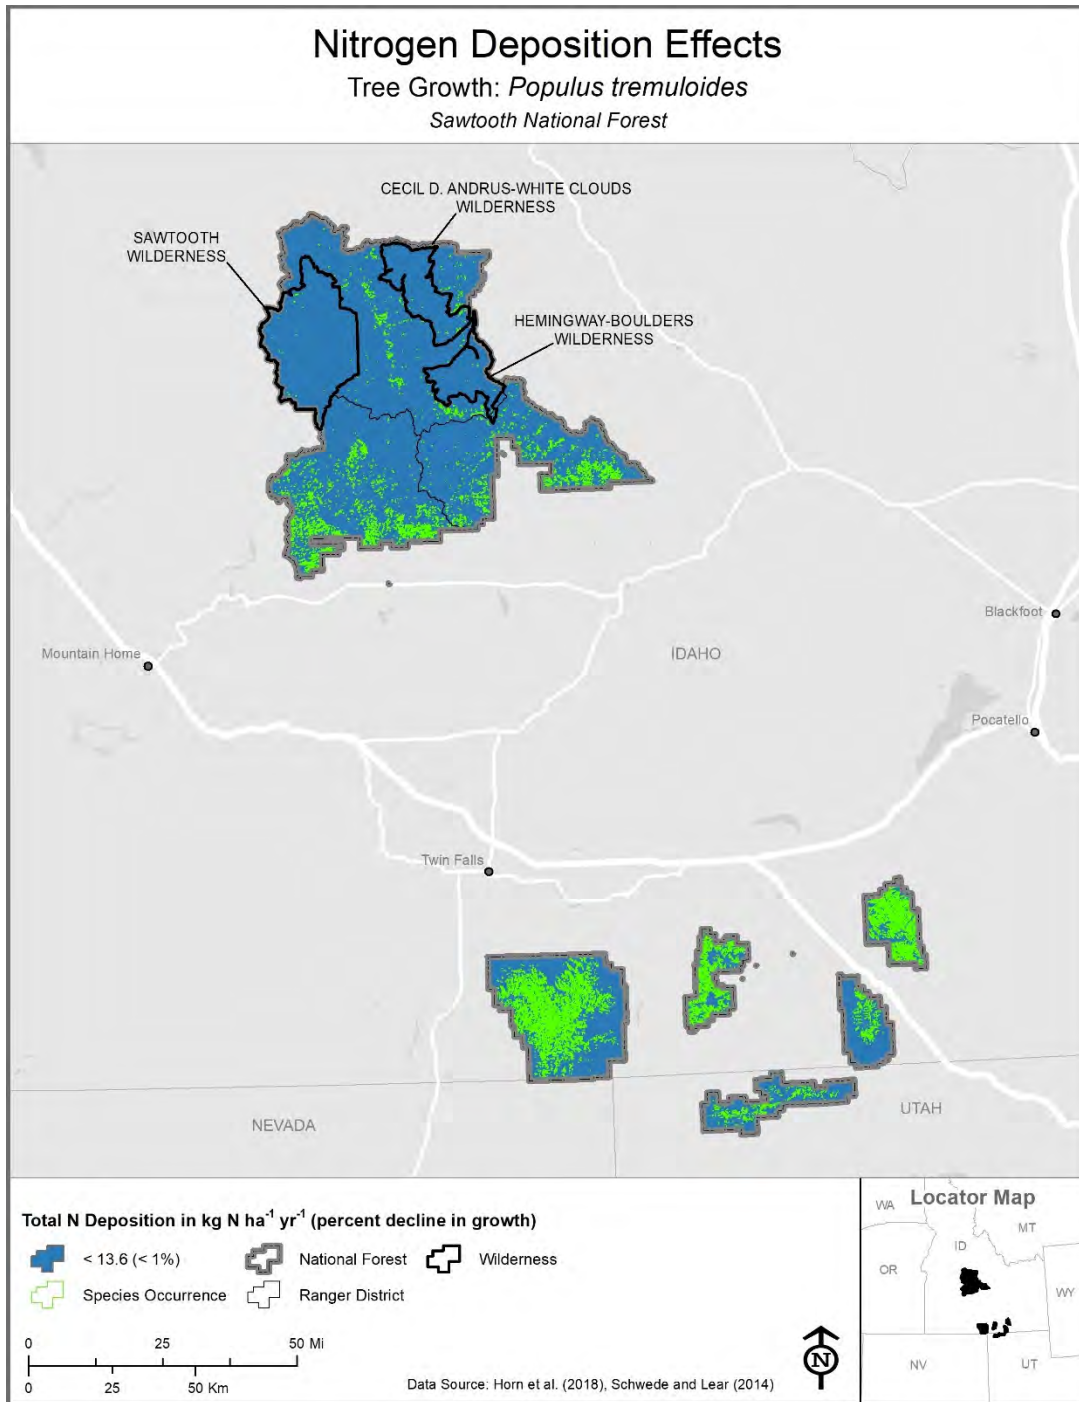 Nitrogen Deposition Effects
Tree Growth: Populus tremuloides
Sawtooth National Forest
CECIL D. ANDRUS-WHITE CLOUDS
WILDERNESS
SAWTOOTH
WILDERNESS
HEMINGWAY-BOULDERS
WILDERNESS
Blackfoot
Mountain Home
IDAHO
Pocatello
Twin Falls
NEVADA
UTAH
Total N Deposition in kg N ha⁻¹ yr⁻¹ (percent decline in growth)
< 13.6 (< 1%)
National Forest
Wilderness
Species Occurrence
Ranger District
0 25 50 Mi
0 25 50 Km
N
Data Source: Horn et al. (2018), Schwede and Lear (2014)
Locator Map
WA
MT
ID
OR
WY
NV
UT